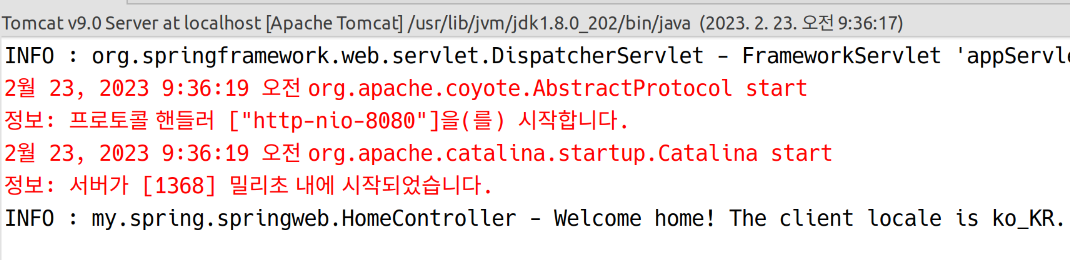 Tomcat v9.0 Server at localhost [Apache Tomcat] /usr/lib/jvm/jdk1.8.0_202/bin/java (2023. 2. 23. 오전 9:36:17)
INFO : org.springframework.web.servlet.DispatcherServlet - FrameworkServlet 'appServle
2월 23, 2023 9:36:19 오전 org.apache.coyote.AbstractProtocol start
정보: 프로토콜 핸들러 ["http-nio-8080"]을(를) 시작합니다.
2월 23, 2023 9:36:19 오전 org.apache.catalina.startup.Catalina start
정보: 서버가 [1368] 밀리초 내에 시작되었습니다.
INFO : my.spring.springweb.HomeController - Welcome home! The client locale is ko_KR.